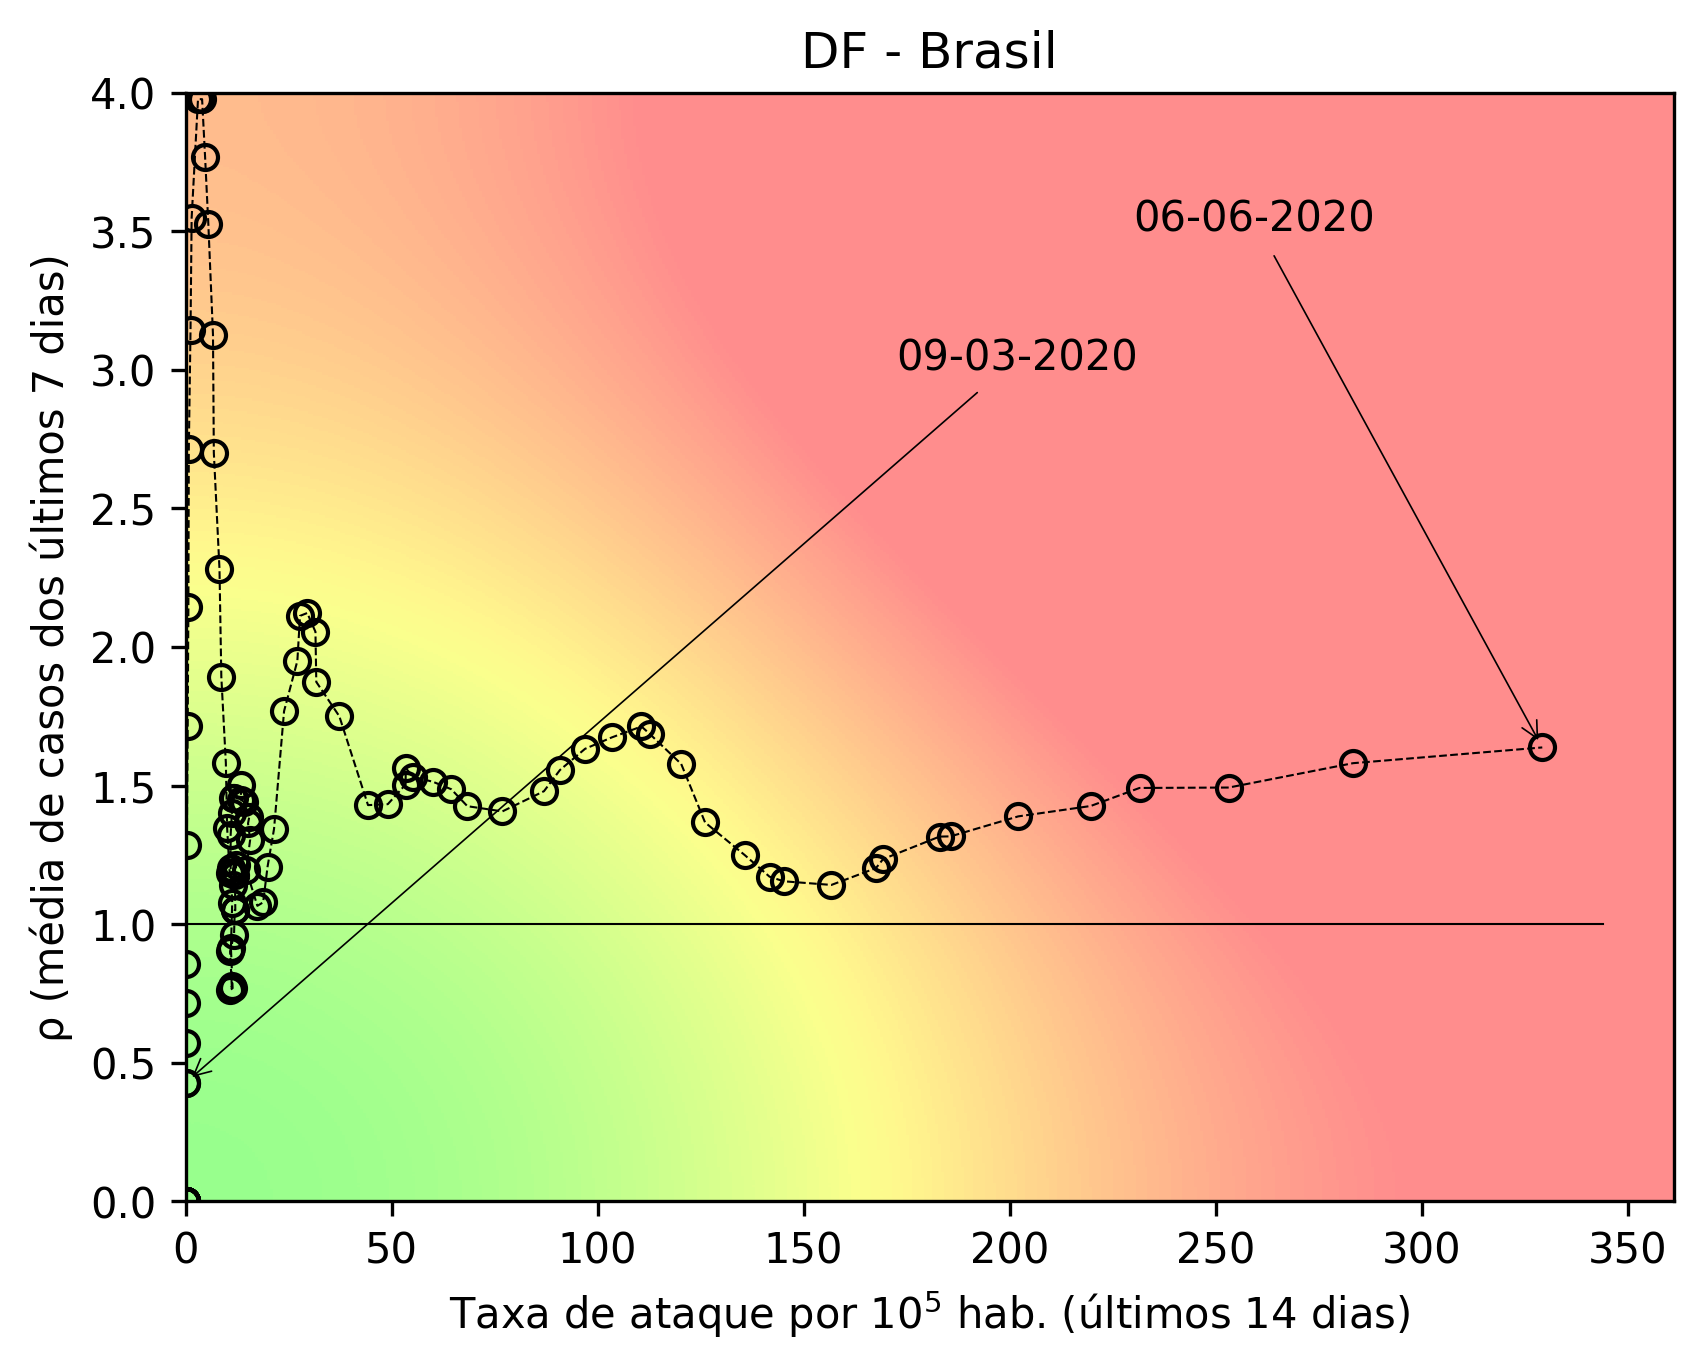 DF - Brasil
4.0
3.5
3.0
2.5
2.0
1.5
1.0
0.5
0.0
ρ (média de casos dos últimos 7 dias)
06-06-2020
09-03-2020
0 50 100 150 200 250 300 350
Taxa de ataque por 10⁵ hab. (últimos 14 dias)